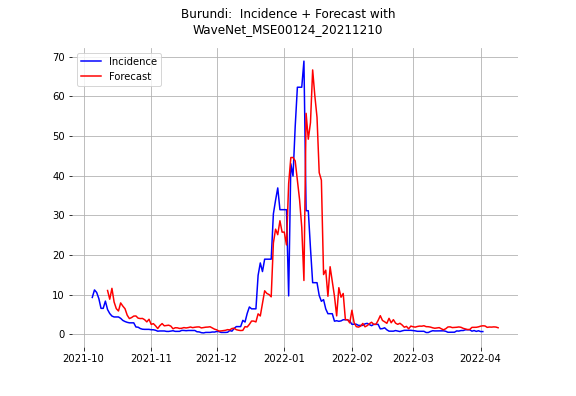 Burundi:  Incidence + Forecast with
WaveNet_MSE00124_20211210
Incidence
Forecast
70
60
50
40
30
20
10
0
2021-10 2021-11 2021-12 2022-01 2022-02 2022-03 2022-04